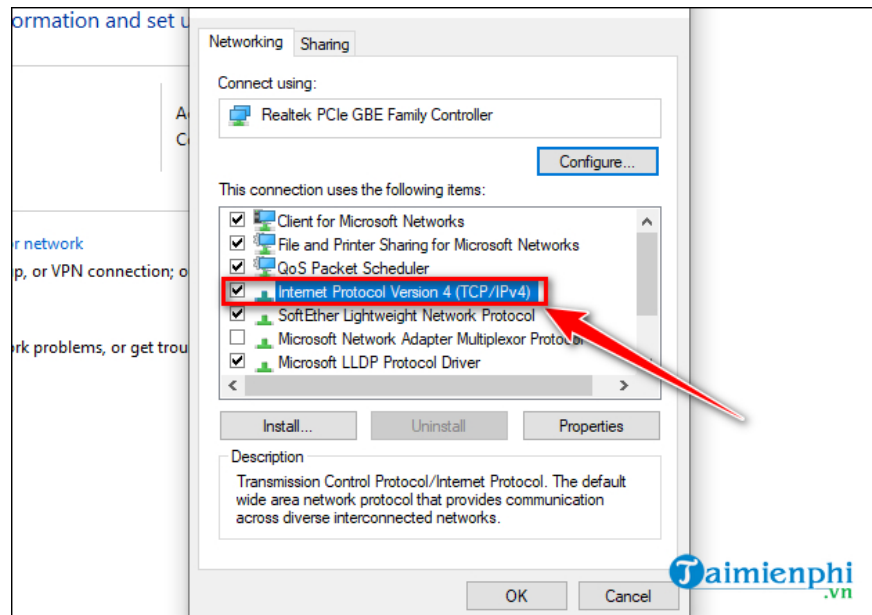 ormation and set u
Networking
Sharing
Connect using:
Realtek PCIe GBE Family Controller
Configure...
This connection uses the following items:
Client for Microsoft Networks
File and Printer Sharing for Microsoft Networks
QoS Packet Scheduler
Internet Protocol Version 4 (TCP/IPv4)
SoftEther Lightweight Network Protocol
Microsoft Network Adapter Multiplexor Protocol
Microsoft LLDP Protocol Driver
r network
p, or VPN connection; o
rk problems, or get trou
Install...
Uninstall
Properties
Description
Transmission Control Protocol/Internet Protocol. The default
wide area network protocol that provides communication
across diverse interconnected networks.
OK
Cancel
Taimienphi
.vn